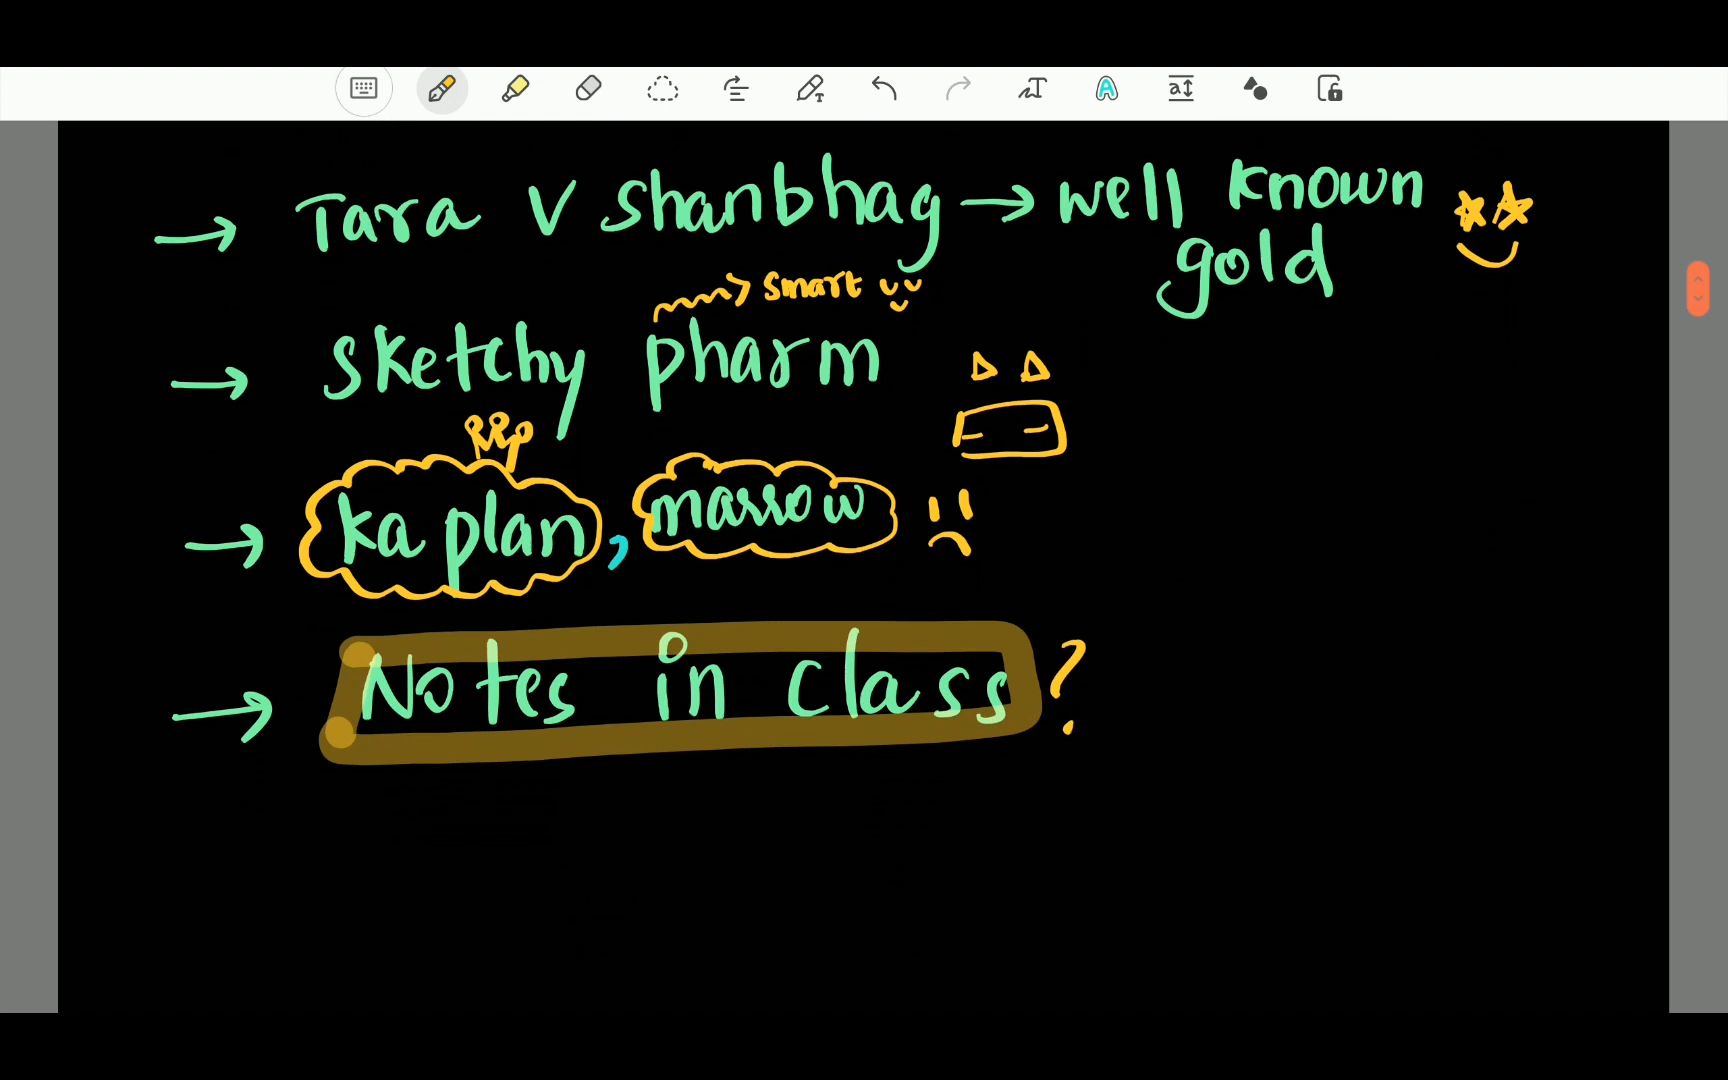 → Tara V Shanbhag → well known
gold
→ smart
→ sketchy pharm
→ kaplan, marrow
→ Notes in class ?